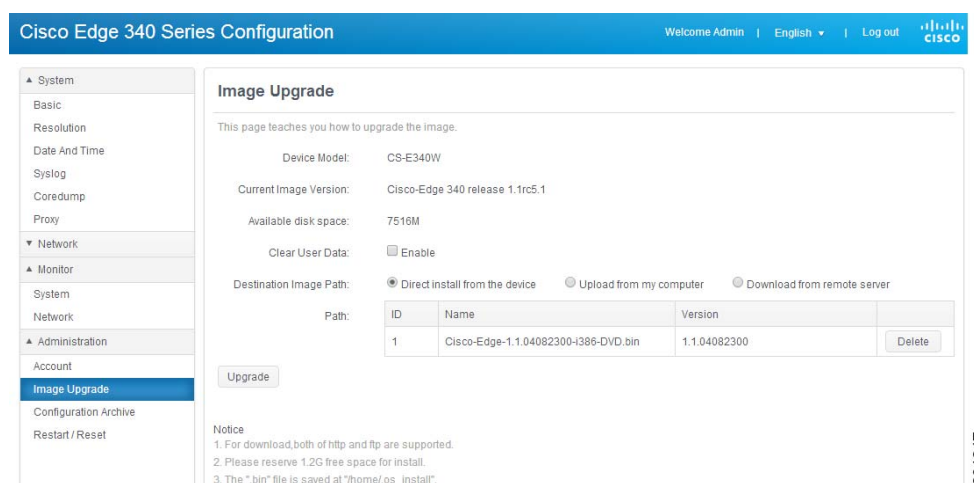 Cisco Edge 340 Series Configuration
Welcome Admin | English | Log out
CISCO
System
Basic
Resolution
Date And Time
Syslog
Coredump
Proxy
Network
Monitor
System
Network
Administration
Account
Image Upgrade
Configuration Archive
Restart / Reset
Image Upgrade
This page teaches you how to upgrade the image.
Device Model: CS-E340W
Current Image Version: Cisco-Edge 340 release 1.1rc5.1
Available disk space: 7516M
Clear User Data: Enable
Destination Image Path: Direct install from the device Upload from my computer Download from remote server
Path:
ID Name Version
1 Cisco-Edge-1.1.04082300-i386-DVD.bin 1.1.04082300 Delete
Upgrade
Notice
1. For download,both of http and ftp are supported.
2. Please reserve 1.2G free space for install.
3. The ".bin" file is saved at "/home/.os_install".